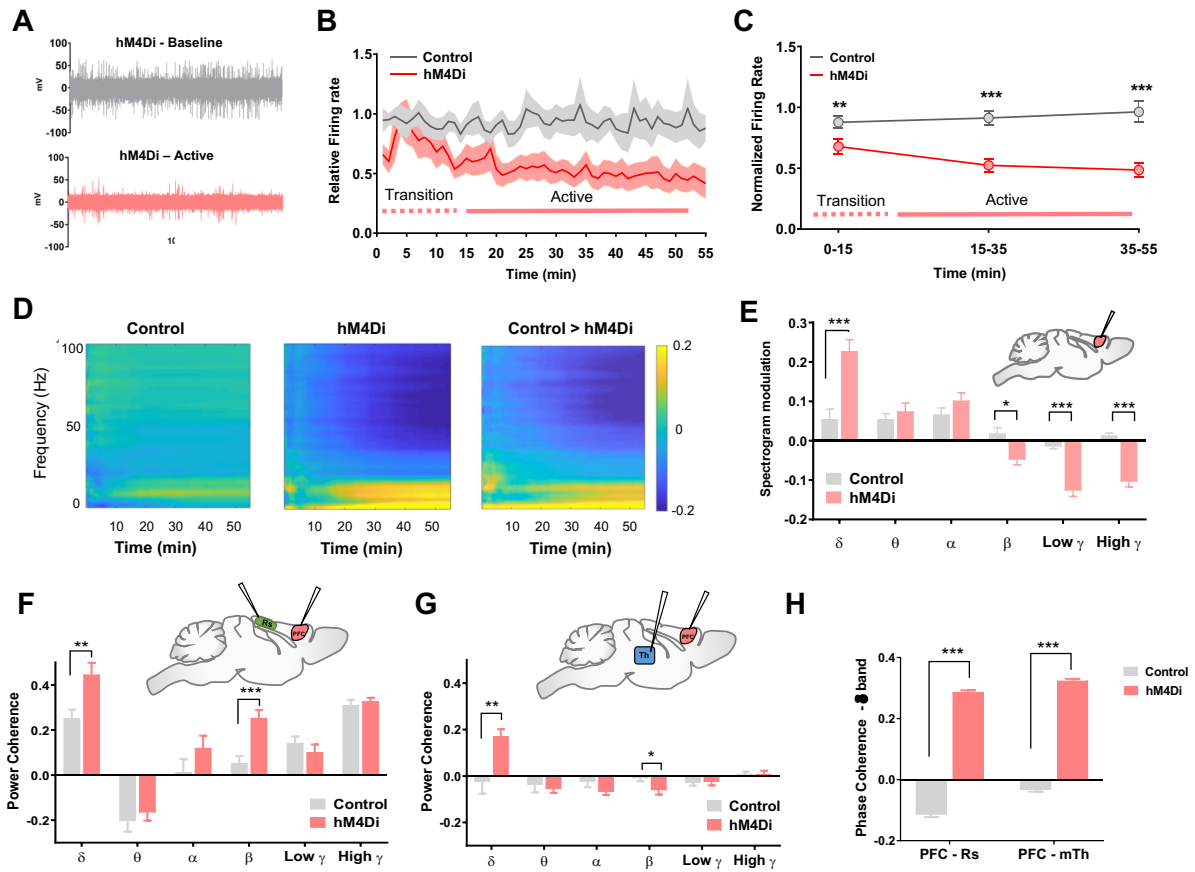 A
hM4Di - Baseline
100
50
0
-50
-100
mV
hM4Di – Active
100
50
0
-50
-100
mV
B
Control
hM4Di
1.5
1.0
0.5
0.0
Relative Firing rate
Transition
Active
0 5 10 15 20 25 30 35 40 45 50 55
Time (min)
C
Control
hM4Di
1.5
1.0
0.5
0.0
Normalized Firing Rate
** *** ***
Transition
Active
0-15 15-35 35-55
Time (min)
D
Control
hM4Di
Control > hM4Di
100
50
0
Frequency (Hz)
10 20 30 40 50
10 20 30 40 50
10 20 30 40 50
Time (min)
Time (min)
Time (min)
0.2
0
-0.2
E
0.3
0.2
0.1
0.0
-0.1
-0.2
Spectrogram modulation
*** * *** ***
Control
hM4Di
δ θ α β Low γ High γ
F
Rs
PFC
0.4
0.2
0.0
-0.2
Power Coherence
** ***
Control
hM4Di
δ θ α β Low γ High γ
G
Th
PFC
0.4
0.2
0.0
-0.2
Power Coherence
** *
Control
hM4Di
δ θ α β Low γ High γ
H
Control
hM4Di
0.4
0.2
0.0
-0.2
Phase Coherence - band
*** ***
PFC - Rs PFC - mTh